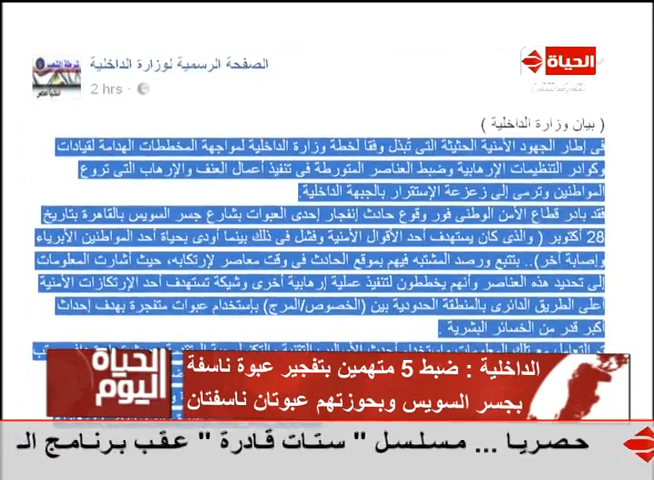 الصفحة الرسمية لوزارة الداخلية
2 hrs
الحياة
( بيان وزارة الداخلية )
فى إطار الجهود الأمنية الحثيثة التى تُبذل وفقاً لخطة وزارة الداخلية لمواجهة المخططات الهدامة لقيادات
وكوادر التنظيمات الإرهابية وضبط العناصر المتورطة فى تنفيذ أعمال العنف والإرهاب التى تروع
المواطنين وترمى إلى زعزعة الإستقرار بالجبهة الداخلية.
فقد بادر قطاع الأمن الوطنى فور وقوع حادث إنفجار إحدى العبوات بشارع جسر السويس بالقاهرة بتاريخ
28 أكتوبر ( والذى كان يستهدف أحد الأقوال الأمنية وفشل فى ذلك بينما أودى بحياة أحد المواطنين الأبرياء
وإصابة آخر).. بتتبع ورصد المشتبه فيهم بموقع الحادث فى وقت معاصر لإرتكابه، حيث أشارت المعلومات
إلى تحديد هذه العناصر وأنهم يخططون لتنفيذ عملية إرهابية أخرى وشيكة تستهدف أحد الإرتكازات الأمنية
أعلى الطريق الدائرى بالمنطقة الحدودية بين (الخصوص/المرج) بإستخدام عبوات متفجرة بهدف إحداث
اكبر قدر من الخسائر البشرية .
الحياة اليوم
الداخلية : ضبط 5 متهمين بتفجير عبوة ناسفة
بجسر السويس وبحوزتهم عبوتان ناسفتان
حصريا ... مسلسل " ستات قادرة " عقب برنامج الـ